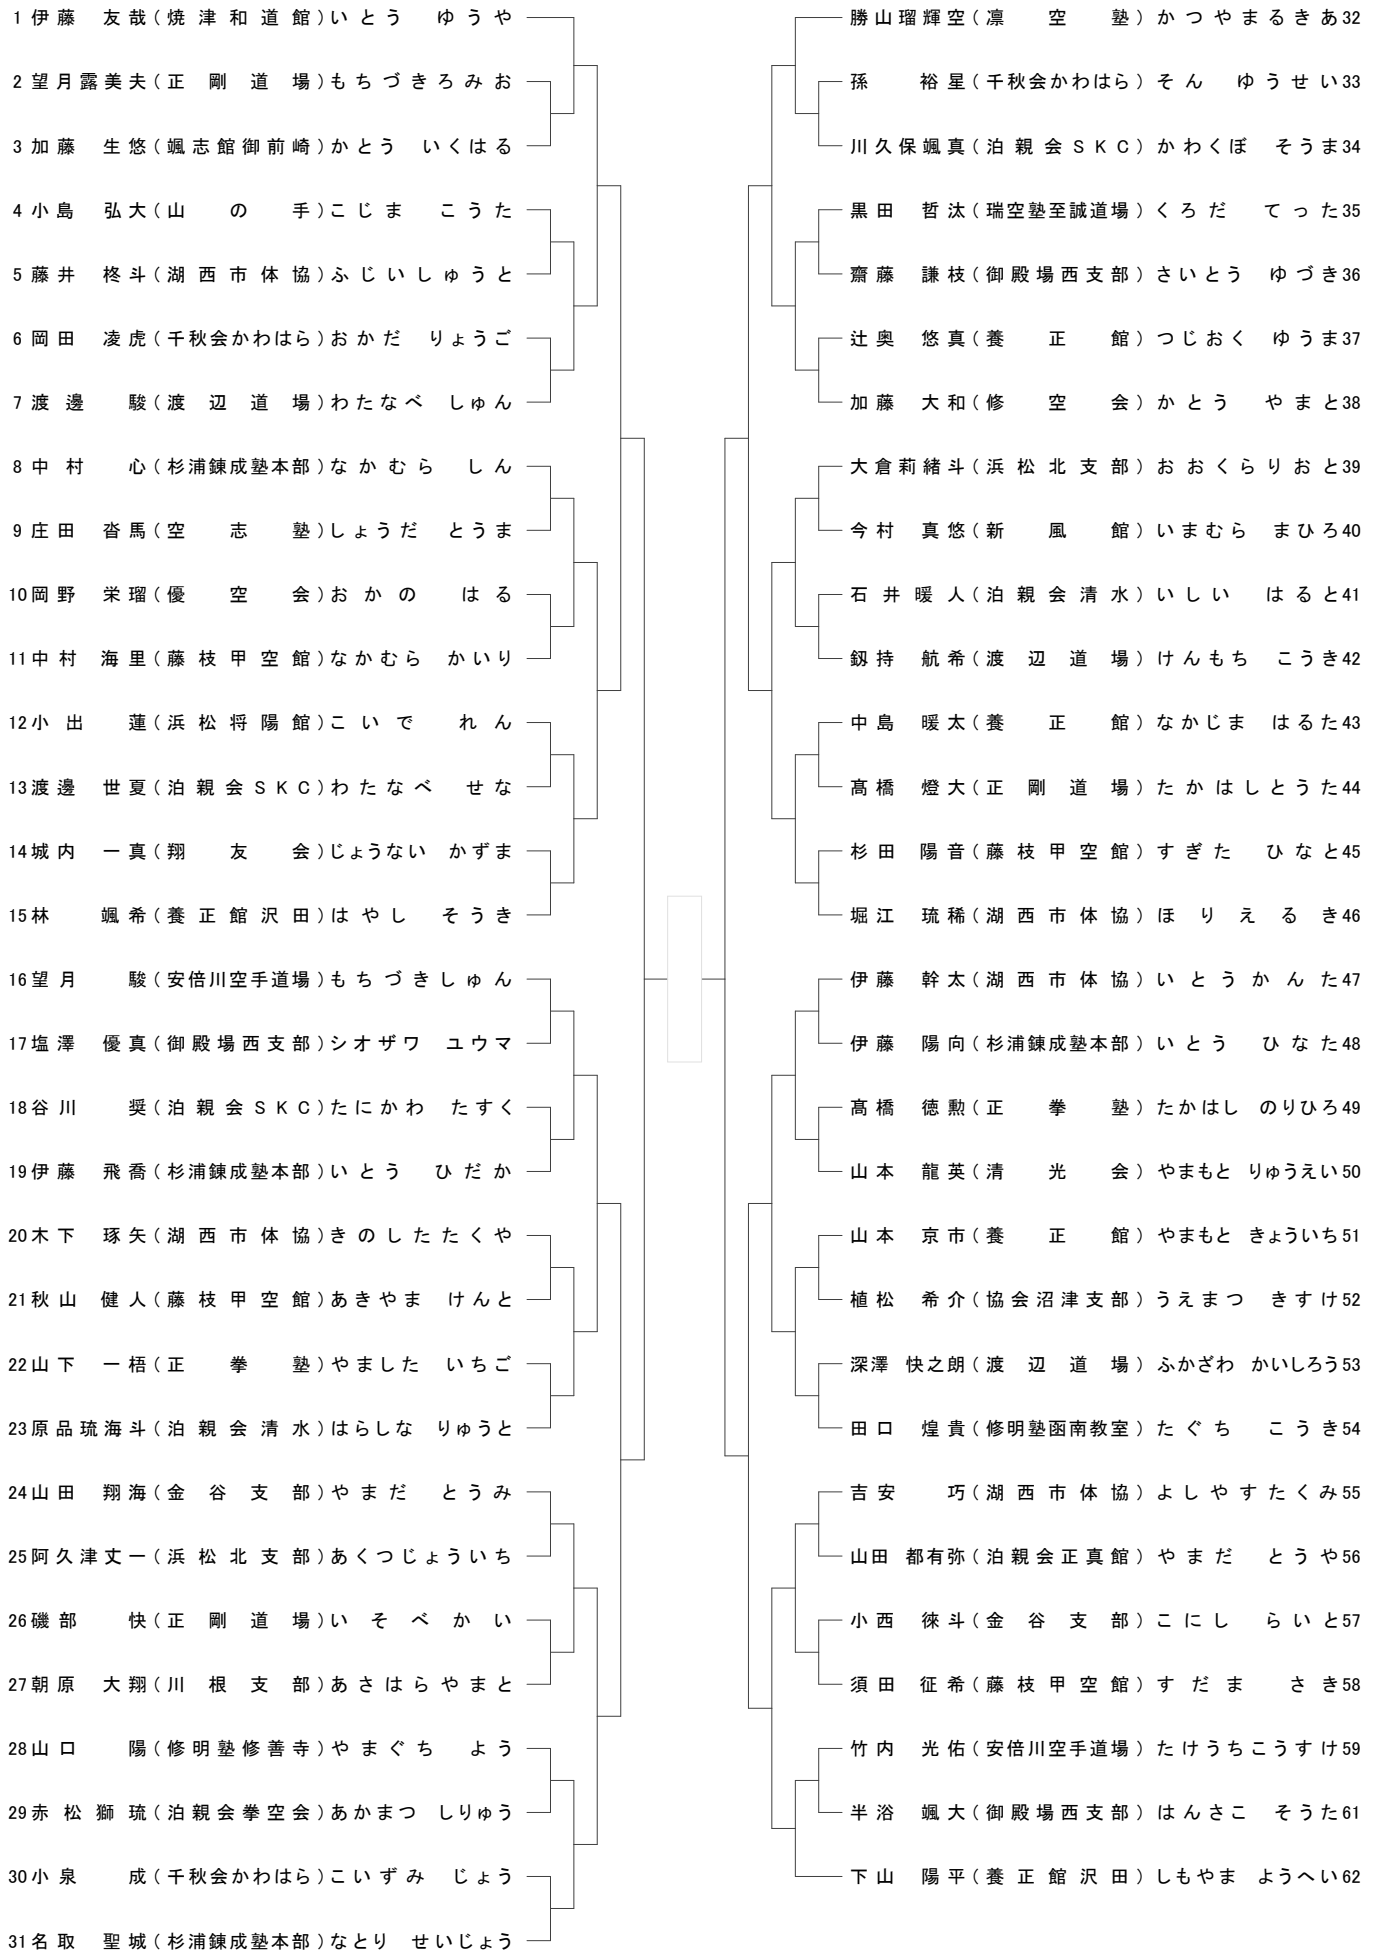 1 伊藤 友哉(焼津和道館)いとう ゆうや
2 望月露美夫(正剛道場)もちづきろみお
3 加藤 生悠(颯志館御前崎)かとう いくはる
4 小島 弘大(山の手)こじま こうた
5 藤井 柊斗(湖西市体協)ふじいしゅうと
6 岡田 凌虎(千秋会かわはら)おかだ りょうご
7 渡邊 駿(渡辺道場)わたなべ しゅん
8 中村 心(杉浦錬成塾本部)なかむら しん
9 庄田 沓馬(空志塾)しょうだ とうま
10 岡野 栄瑠(優空会)おかの はる
11 中村 海里(藤枝甲空館)なかむら かいり
12 小出 蓮(浜松将陽館)こいで れん
13 渡邊 世夏(泊親会SKC)わたなべ せな
14 城内 一真(翔友会)じょうない かずま
15 林 颯希(養正館沢田)はやし そうき
16 望月 駿(安倍川空手道場)もちづきしゅん
17 塩澤 優真(御殿場西支部)シオザワ ユウマ
18 谷川 奨(泊親会SKC)たにかわ たすく
19 伊藤 飛喬(杉浦錬成塾本部)いとう ひだか
20 木下 琢矢(湖西市体協)きのしたたくや
21 秋山 健人(藤枝甲空館)あきやま けんと
22 山下 一梧(正拳塾)やました いちご
23 原品琉海斗(泊親会清水)はらしな りゅうと
24 山田 翔海(金谷支部)やまだ とうみ
25 阿久津丈一(浜松北支部)あくつじょういち
26 磯部 快(正剛道場)いそべかい
27 朝原 大翔(川根支部)あさはらやまと
28 山口 陽(修明塾修善寺)やまぐち よう
29 赤松獅琉(泊親会拳空会)あかまつ しりゅう
30 小泉 成(千秋会かわはら)こいずみ じょう
31 名取 聖城(杉浦錬成塾本部)なとり せいじょう
勝山瑠輝空(凛空塾)かつやまるきあ32
孫 裕星(千秋会かわはら)そん ゆうせい33
川久保颯真(泊親会SKC)かわくぼ そうま34
黒田 哲汰(瑞空塾至誠道場)くろだ てった35
齋藤 謙枝(御殿場西支部)さいとう ゆづき36
辻奥 悠真(養正館)つじおく ゆうま37
加藤 大和(修空会)かとう やまと38
大倉莉緒斗(浜松北支部)おおくらりおと39
今村 真悠(新風館)いまむら まひろ40
石井暖人(泊親会清水)いしい はると41
釼持 航希(渡辺道場)けんもち こうき42
中島 暖太(養正館)なかじま はるた43
髙橋 燈大(正剛道場)たかはしとうた44
杉田 陽音(藤枝甲空館)すぎた ひなと45
堀江 琉稀(湖西市体協)ほりえるき46
伊藤 幹太(湖西市体協)いとうかんた47
伊藤 陽向(杉浦錬成塾本部)いとう ひなた48
髙橋 徳勲(正拳塾)たかはし のりひろ49
山本 龍英(清光会)やまもと りゅうえい50
山本 京市(養正館)やまもと きょういち51
植松 希介(協会沼津支部)うえまつ きすけ52
深澤 快之朗(渡辺道場)ふかざわ かいしろう53
田口 煌貴(修明塾函南教室)たぐち こうき54
吉安 巧(湖西市体協)よしやすたくみ55
山田 都有弥(泊親会正真館)やまだ とうや56
小西 徠斗(金谷支部)こにし らいと57
須田 征希(藤枝甲空館)すだま さき58
竹内 光佑(安倍川空手道場)たけうちこうすけ59
半浴 颯大(御殿場西支部)はんさこ そうた61
下山 陽平(養正館沢田)しもやま ようへい62